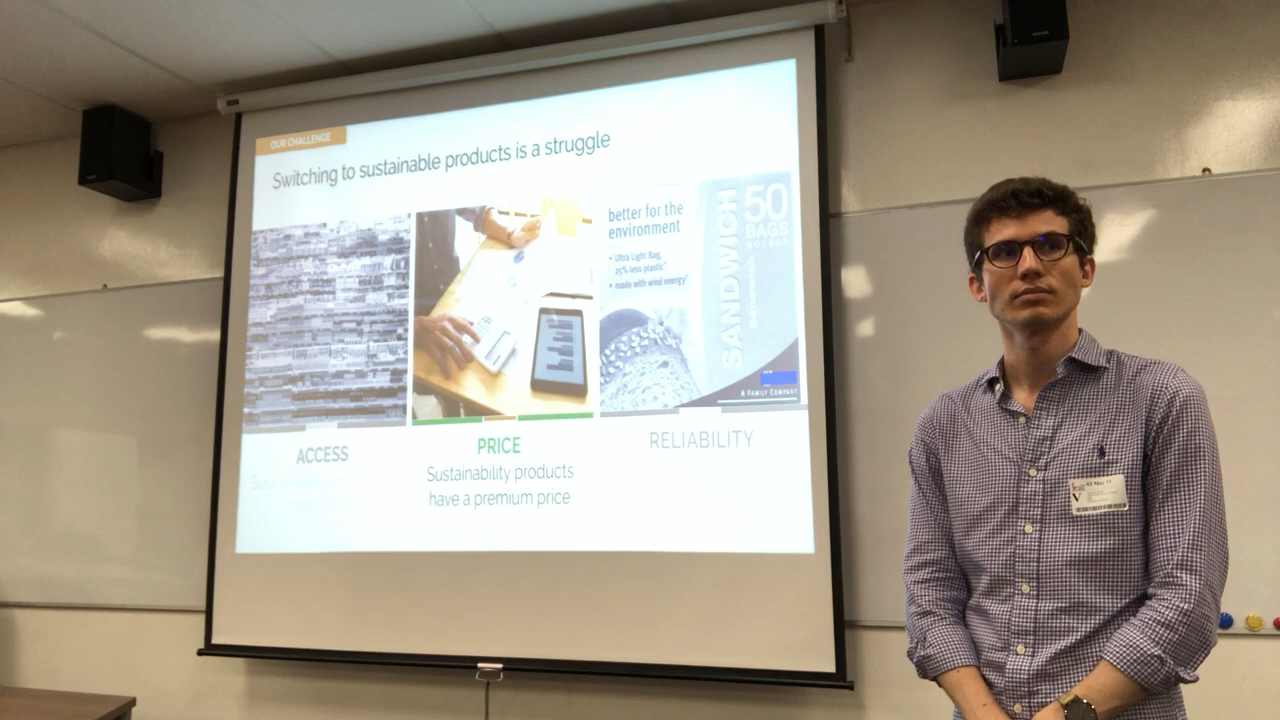 OUR CHALLENGE
Switching to sustainable products is a struggle
better for the
environment
• Ultra Light Bag,
25% less plastic*
• made with wind energy*
SANDWICH
50
BAGS
A FAMILY COMPANY
ACCESS
PRICE
Sustainability products
have a premium price
RELIABILITY
May
V